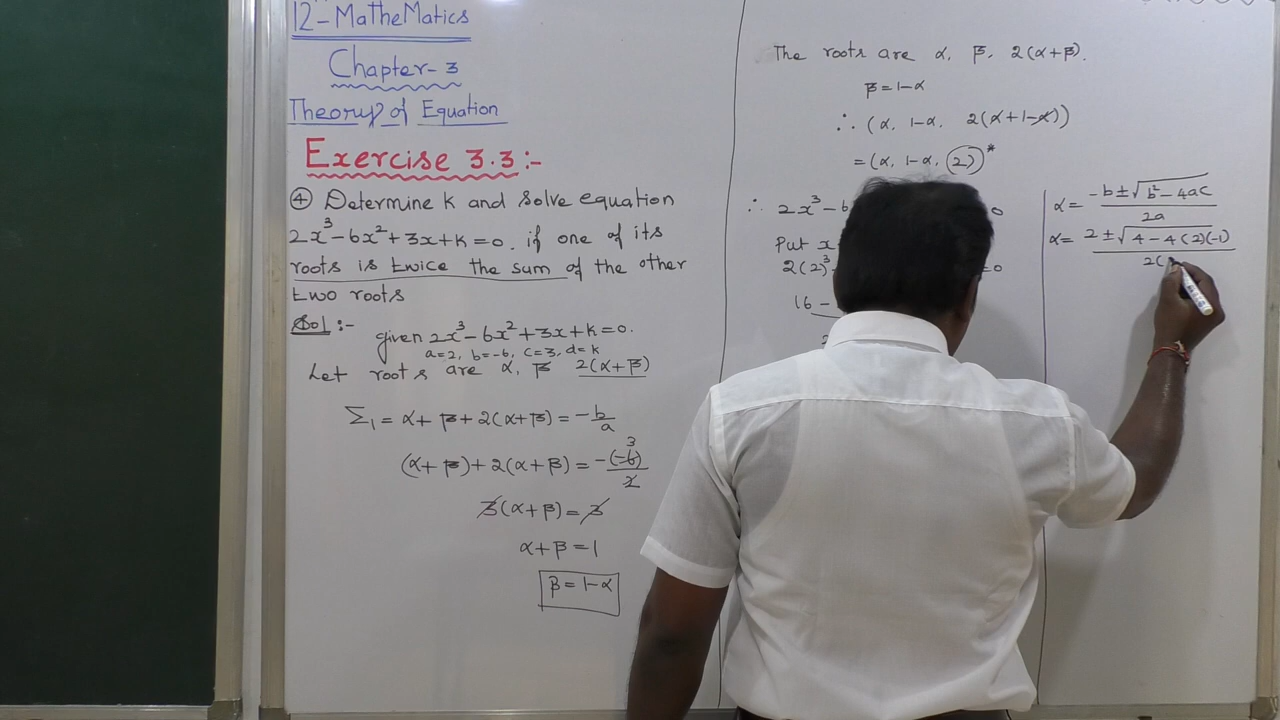 12-MatheMatics
Chapter-3
Theory of Equation
Exercise 3.3:-
④ Determine k and solve equation
2x³-6x²+3x+k=0. if one of its
roots is twice the sum of the other
two roots
Sol:-
given 2x³-6x²+3x+k=0.
a=2, b=-6, c=3, d=k
Let roots are α, β 2(α+β)
Σ₁ = α+β+2(α+β) = -b/a
(α+β)+2(α+β) = -(-6)/2 3
3(α+β)=3
α+β=1
β=1-α
The roots are α, β, 2(α+β).
β=1-α
∴ (α, 1-α, 2(α+1-α))
=(α, 1-α, (2))*
∴ 2x³-6 0
Put x
2(2)³ =0
16-
α = (-b±√(b²-4ac))/2a
α = (2±√(4-4(2)(-1)))/2(